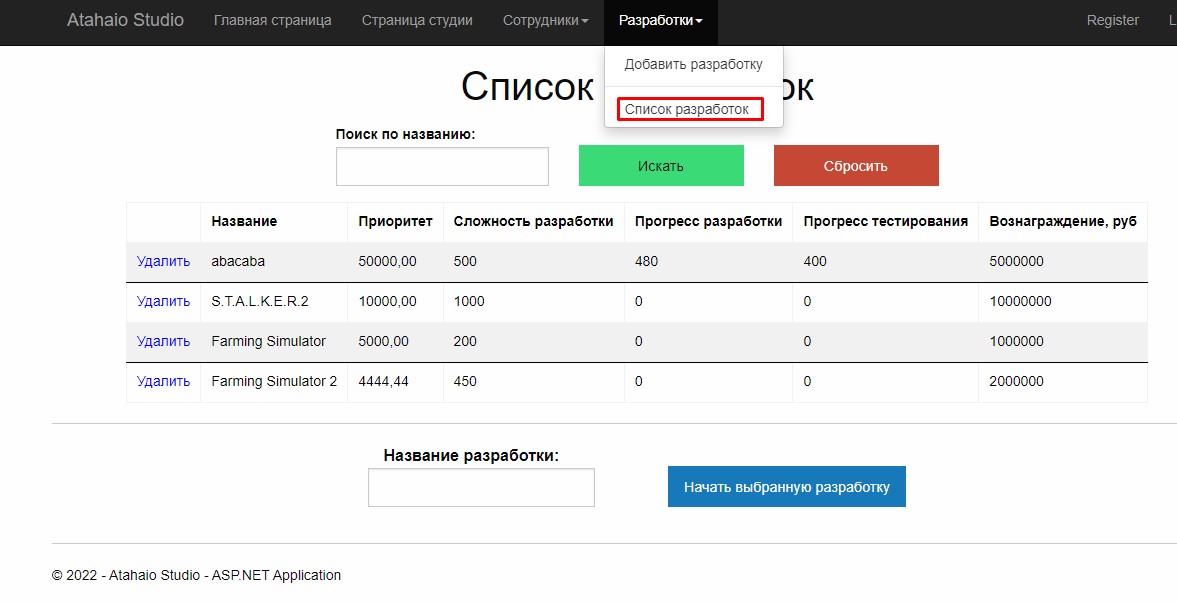 Atahaio Studio Главная страница Страница студии Сотрудники Разработки Register L
Добавить разработку
Список ок
Список разработок
Поиск по названию:
Искать Сбросить
Название Приоритет Сложность разработки Прогресс разработки Прогресс тестирования Вознаграждение, руб
Удалить abacaba 50000,00 500 480 400 5000000
Удалить S.T.A.L.K.E.R.2 10000,00 1000 0 0 10000000
Удалить Farming Simulator 5000,00 200 0 0 1000000
Удалить Farming Simulator 2 4444,44 450 0 0 2000000
Название разработки:
Начать выбранную разработку
© 2022 - Atahaio Studio - ASP.NET Application